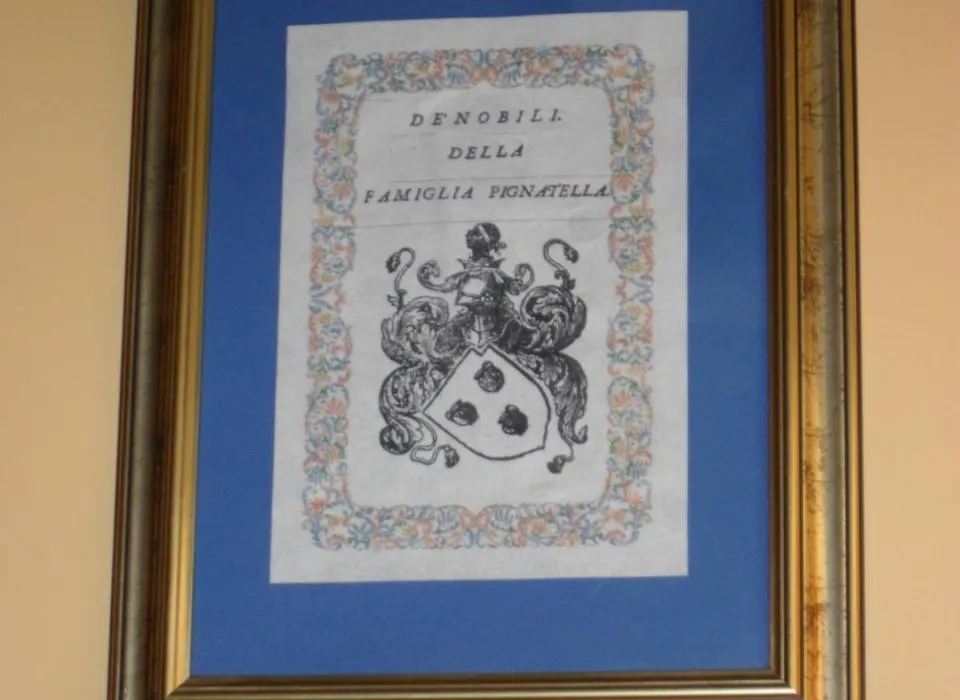 DE' NOBILI.
DELLA
FAMIGLIA PIGNATELLA.